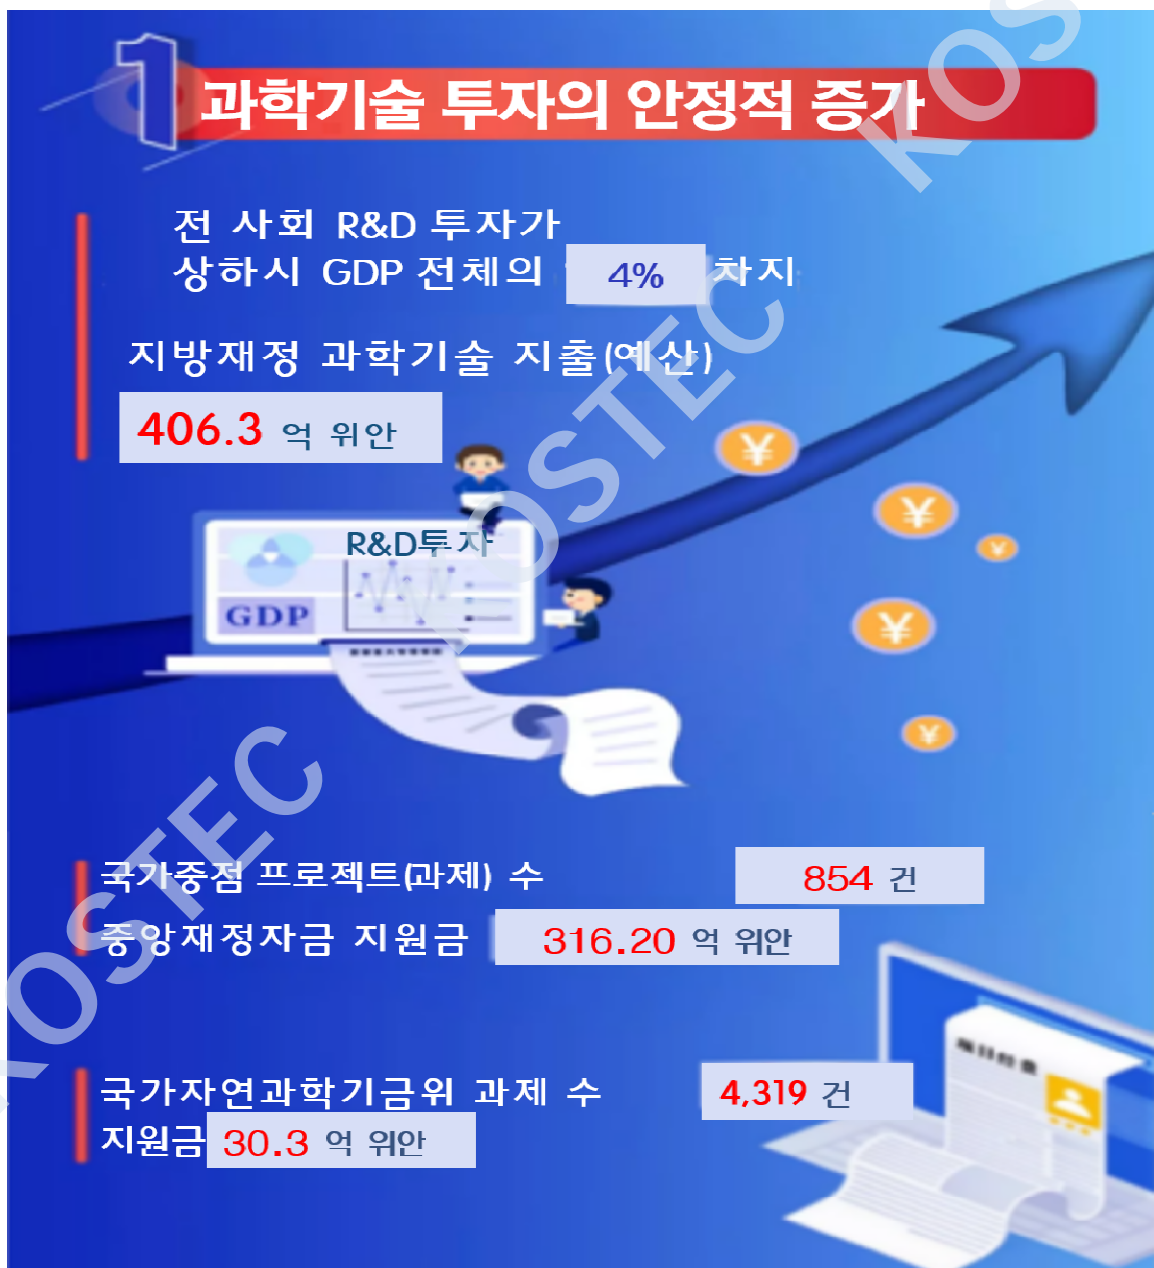 1 과학기술 투자의 안정적 증가
전 사회 R&D 투자가
상하시 GDP 전체의 4% 차지
지방재정 과학기술 지출(예산)
406.3 억 위안
R&D투자
GDP
국가중점 프로젝트(과제) 수 854 건
중앙재정자금 지원금 316.20 억 위안
국가자연과학기금위 과제 수 4,319 건
지원금 30.3 억 위안
KOSTEC
KOSTEC
KOS